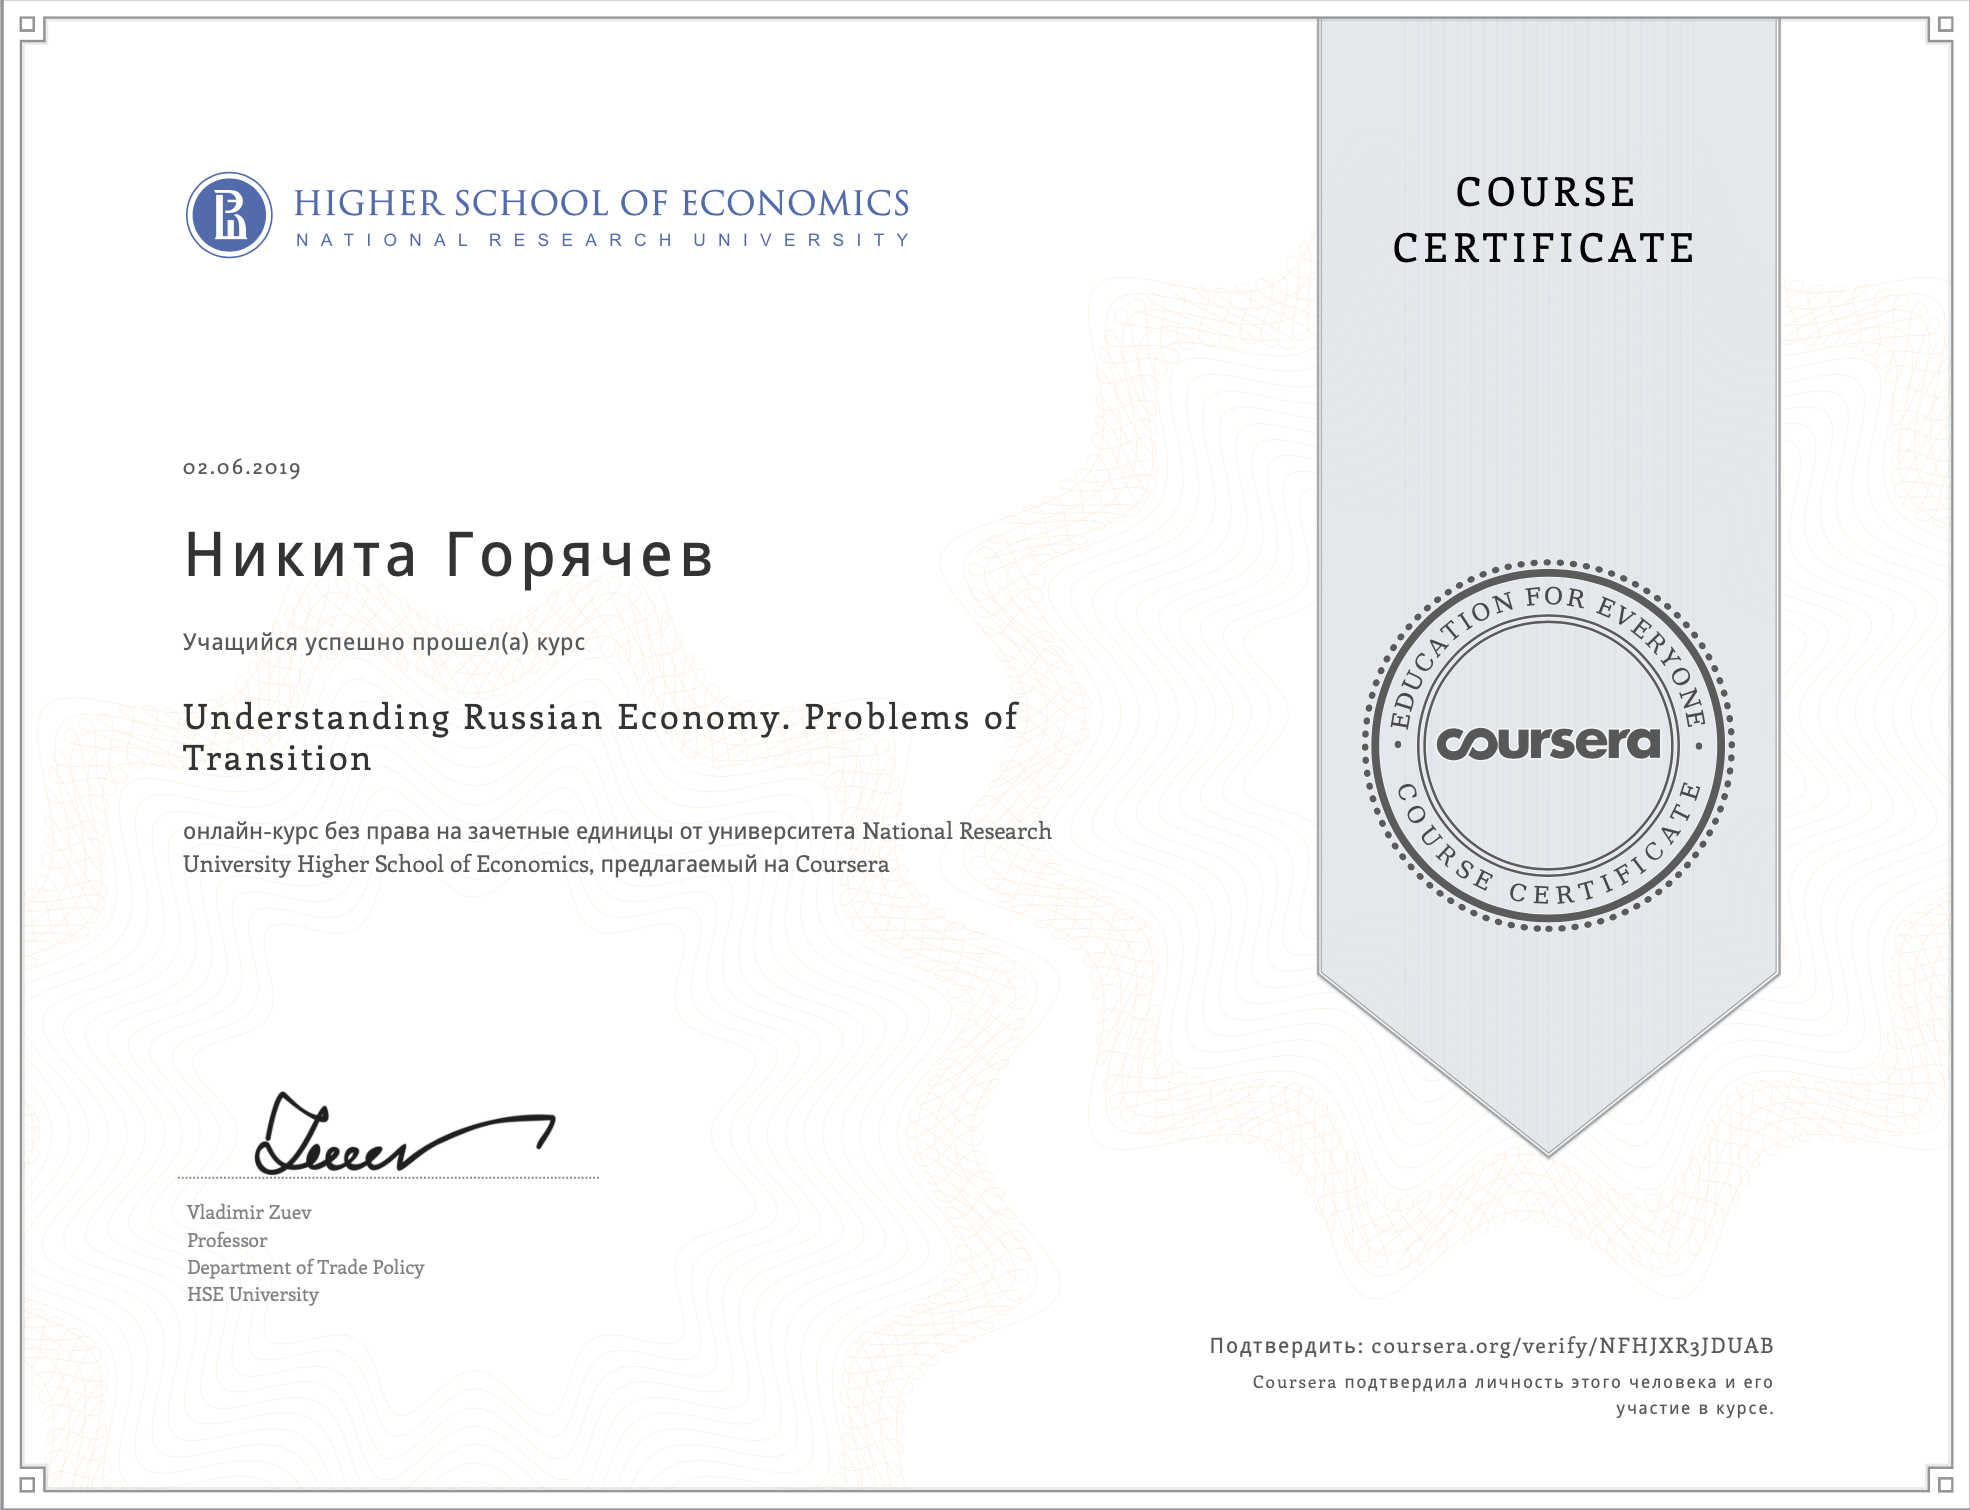 HIGHER SCHOOL OF ECONOMICS
NATIONAL RESEARCH UNIVERSITY
COURSE
CERTIFICATE
02.06.2019
Никита Горячев
Учащийся успешно прошел(а) курс
Understanding Russian Economy. Problems of
Transition
онлайн-курс без права на зачетные единицы от университета National Research
University Higher School of Economics, предлагаемый на Coursera
EDUCATION FOR EVERYONE
coursera
COURSE CERTIFICATE
Vladimir Zuev
Professor
Department of Trade Policy
HSE University
Подтвердить: coursera.org/verify/NFHJXR3JDUAB
Coursera подтвердила личность этого человека и его
участие в курсе.